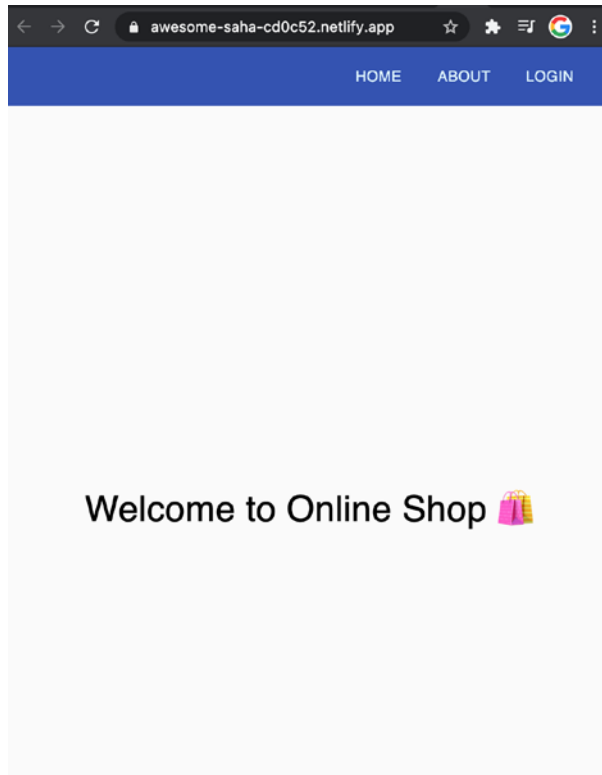 awesome-saha-cd0c52.netlify.app
HOME ABOUT LOGIN
Welcome to Online Shop 🛍️